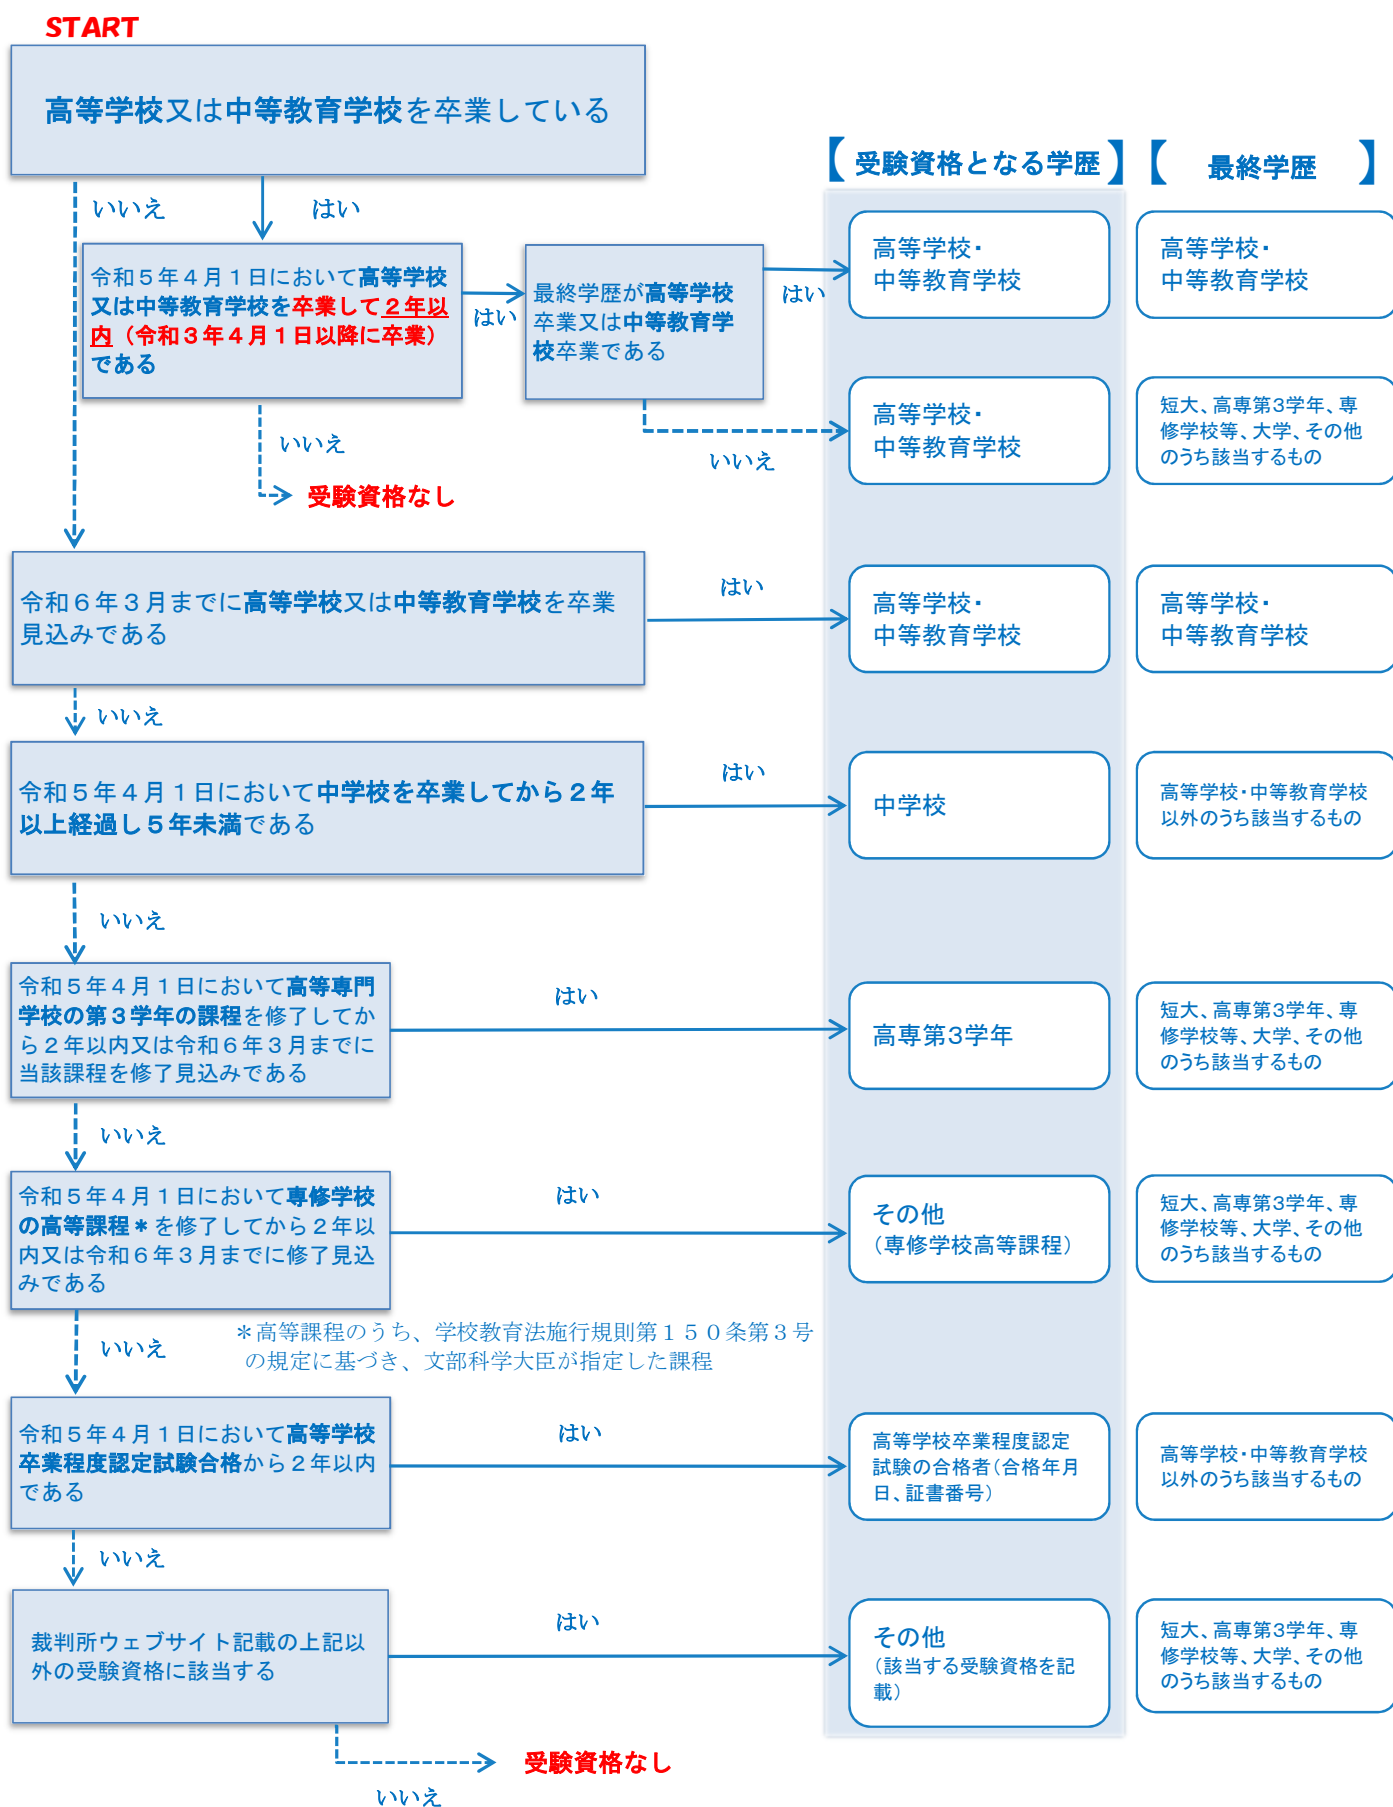 START
高等学校又は中等教育学校を卒業している
【 受験資格となる学歴 】
【 最終学歴 】
いいえ
はい
令和５年４月１日において高等学校
又は中等教育学校を卒業して２年以
内（令和３年４月１日以降に卒業）
である
はい
最終学歴が高等学校
卒業又は中等教育学
校卒業である
はい
高等学校・
中等教育学校
高等学校・
中等教育学校
いいえ
受験資格なし
いいえ
高等学校・
中等教育学校
短大、高専第3学年、専
修学校等、大学、その他
のうち該当するもの
令和６年３月までに高等学校又は中等教育学校を卒業
見込みである
はい
高等学校・
中等教育学校
高等学校・
中等教育学校
いいえ
令和５年４月１日において中学校を卒業してから２年
以上経過し５年未満である
はい
中学校
高等学校・中等教育学校
以外のうち該当するもの
いいえ
令和５年４月１日において高等専門
学校の第３学年の課程を修了してか
ら２年以内又は令和６年３月までに
当該課程を修了見込みである
はい
高専第3学年
短大、高専第3学年、専
修学校等、大学、その他
のうち該当するもの
いいえ
令和５年４月１日において専修学校
の高等課程＊を修了してから２年以
内又は令和６年３月までに修了見込
みである
はい
その他
（専修学校高等課程）
短大、高専第3学年、専
修学校等、大学、その他
のうち該当するもの
いいえ
＊高等課程のうち、学校教育法施行規則第１５０条第３号
の規定に基づき、文部科学大臣が指定した課程
令和５年４月１日において高等学校
卒業程度認定試験合格から２年以内
である
はい
高等学校卒業程度認定
試験の合格者（合格年月
日、証書番号）
高等学校・中等教育学校
以外のうち該当するもの
いいえ
裁判所ウェブサイト記載の上記以
外の受験資格に該当する
はい
その他
（該当する受験資格を記
載）
短大、高専第3学年、専
修学校等、大学、その他
のうち該当するもの
受験資格なし
いいえ